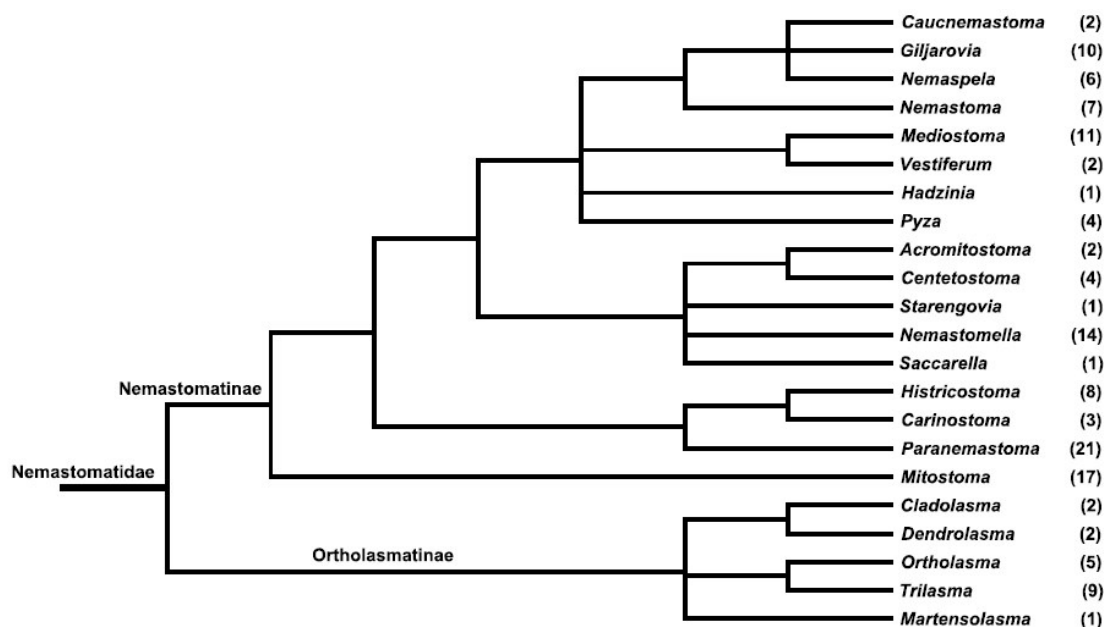 Caucnemastoma (2)
Giljarovia (10)
Nemaspela (6)
Nemastoma (7)
Mediostoma (11)
Vestiferum (2)
Hadzinia (1)
Pyza (4)
Acromitostoma (2)
Centetostoma (4)
Starengovia (1)
Nemastomella (14)
Saccarella (1)
Nemastomatinae
Histricostoma (8)
Carinostoma (3)
Paranemastoma (21)
Nemastomatidae
Mitostoma (17)
Cladolasma (2)
Dendrolasma (2)
Ortholasmatinae
Ortholasma (5)
Trilasma (9)
Martensolasma (1)